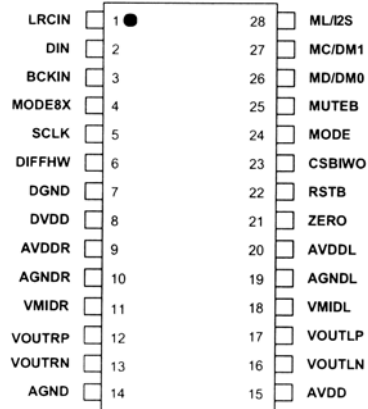 LRCIN 1 28 ML/I2S
DIN 2 27 MC/DM1
BCKIN 3 26 MD/DM0
MODE8X 4 25 MUTEB
SCLK 5 24 MODE
DIFFHW 6 23 CSBIWO
DGND 7 22 RSTB
DVDD 8 21 ZERO
AVDDR 9 20 AVDDL
AGNDR 10 19 AGNDL
VMIDR 11 18 VMIDL
VOUTRP 12 17 VOUTLP
VOUTRN 13 16 VOUTLN
AGND 14 15 AVDD